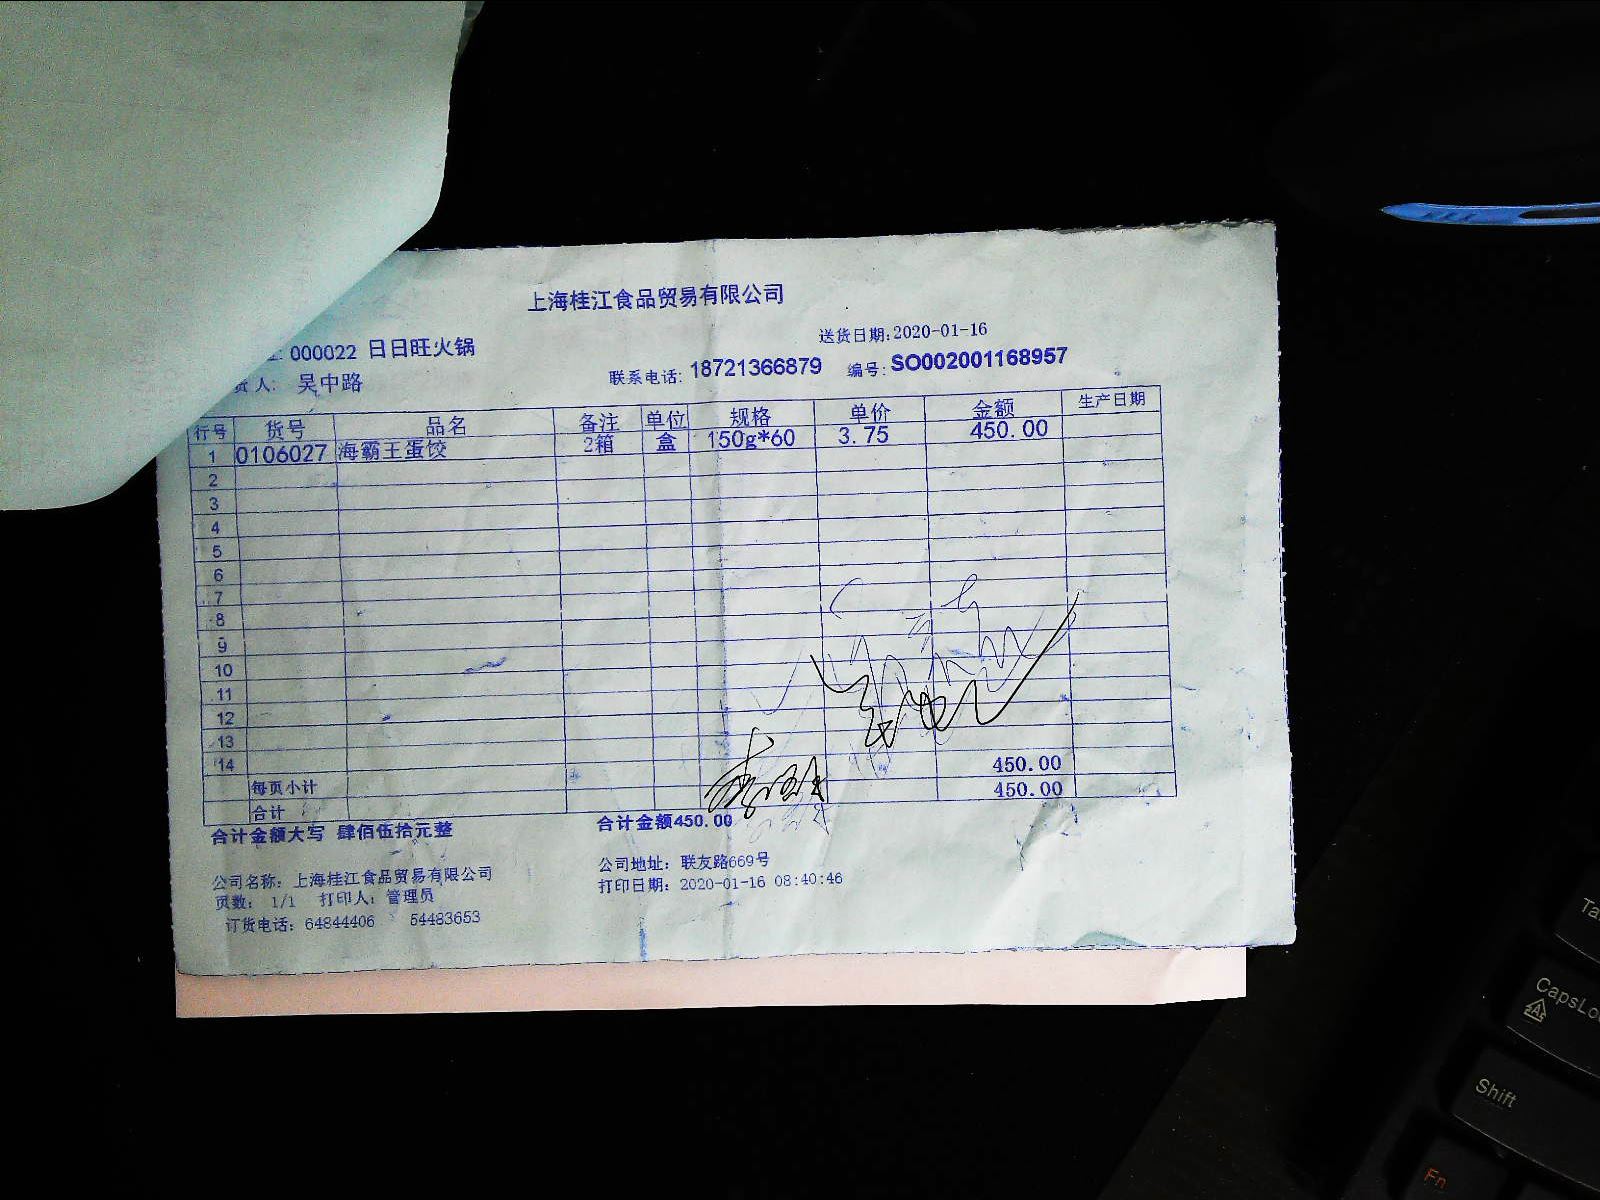 上海桂江食品贸易有限公司
送货日期:2020-01-16
000022 日日旺火锅
货人: 吴中路 联系电话: 18721366879 编号: SO002001168957
行号 货号 品名 备注 单位 规格 单价 金额 生产日期
1 0106027 海霸王蛋饺 2箱 盒 150g*60 3.75 450.00
2
3
4
5
6
7
8
9
10
11
12
13
14
每页小计 450.00
合计 450.00
合计金额大写 肆佰伍拾元整 合计金额450.00
公司名称: 上海桂江食品贸易有限公司 公司地址: 联友路669号
页数: 1/1 打印人: 管理员 打印日期: 2020-01-16 08:40:46
订货电话: 64844406 54483653
CapsLo
Shift
Fn